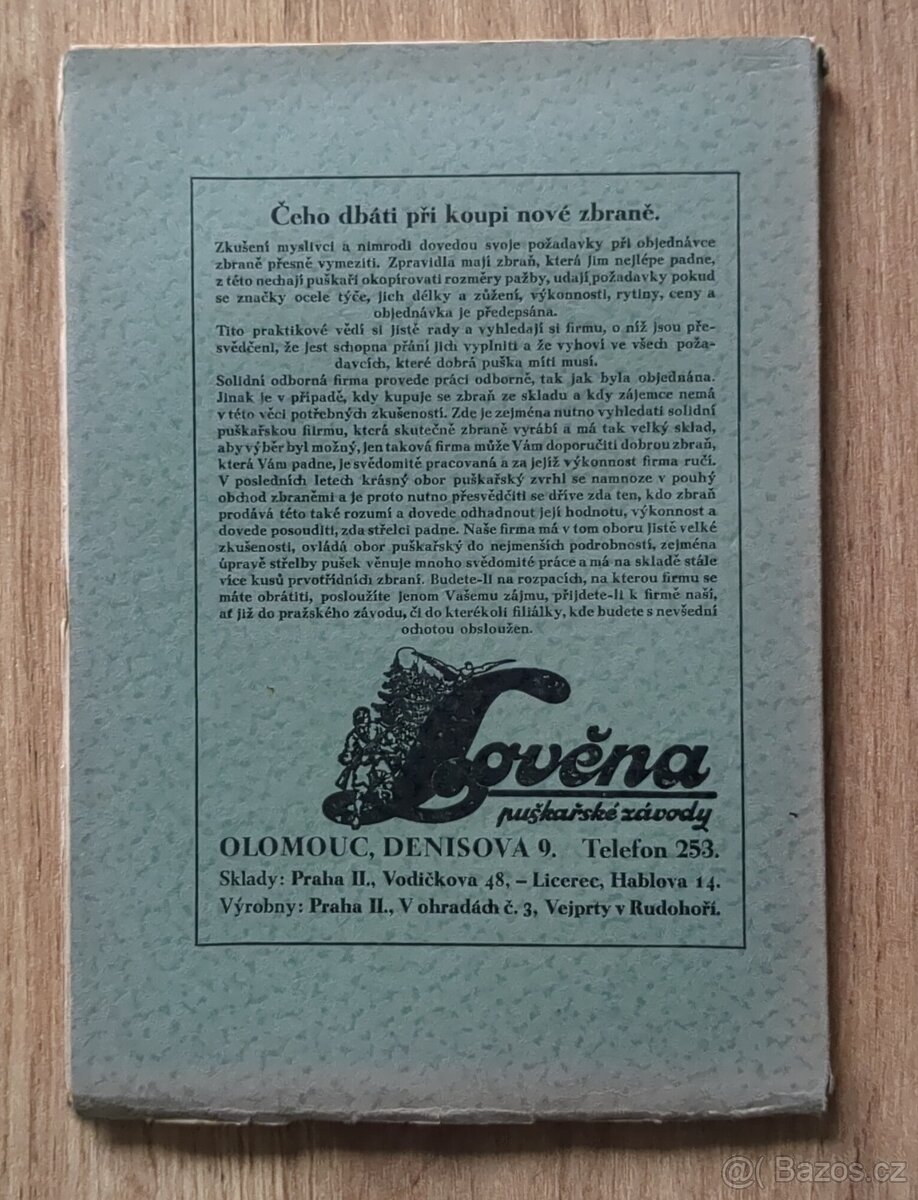 Čeho dbáti při koupi nové zbraně.
Zkušení myslivci a nimrodi dovedou svoje požadavky při objednávce
zbraně přesně vymeziti. Zpravidla mají zbraň, která jim nejlépe padne,
z této nechají puškaři okopírovati rozměry pažby, udají požadavky pokud
se značky ocele týče, jich délky a zúžení, výkonnosti, rytiny, ceny a
objednávka je předepsána.
Tito praktikové vědí si jistě rady a vyhledají si firmu, o níž jsou pře-
svědčeni, že jest schopna přání jich vyplniti a že vyhoví ve všech poža-
davcích, které dobrá puška míti musí.
Solidní odborná firma provede práci odborně, tak jak byla objednána.
Jinak je v případě, kdy kupuje se zbraň ze skladu a kdy zájemce nemá
v této věci potřebných zkušeností. Zde je zejména nutno vyhledati solidní
puškařskou filrmu, která skutečně zbraně vyrábí a má tak velký sklad,
aby výběr byl možný, jen taková firma může Vám doporučiti dobrou zbraň,
která Vám padne, je svědomitě pracovaná a za jejíž výkonnost firma ručí.
V posledních letech krásný obor puškařský zvrhl se namnoze v pouhý
obchod zbraněmi a je proto nutno přesvědčiti se dříve zda ten, kdo zbraň
prodává této také rozumí a dovede odhadnout její hodnotu, výkonnost a
dovede posouditi, zda střelci padne. Naše firma má v tom oboru jistě velké
zkušenosti, ovládá obor puškařský do nejmenších podrobností, zejména
úpravě střelby pušek věnuje mnoho svědomité práce a má na skladě stále
více kusů prvotřídních zbraní. Budete-li na rozpacích, na kterou firmu se
máte obrátiti, posloužíte jenom Vašemu zájmu, přijdete-li k firmě naší,
ať již do pražského závodu, či do kterékoli filiálky, kde budete s nevšední
ochotou obsloužen.
Lověna
puškařské závody
OLOMOUC, DENISOVA 9. Telefon 253.
Sklady: Praha II., Vodičkova 48, – Licerec, Hablova 14.
Výrobny: Praha II., V ohradách č. 3, Vejprty v Rudohoří.
@( Bazos.cz